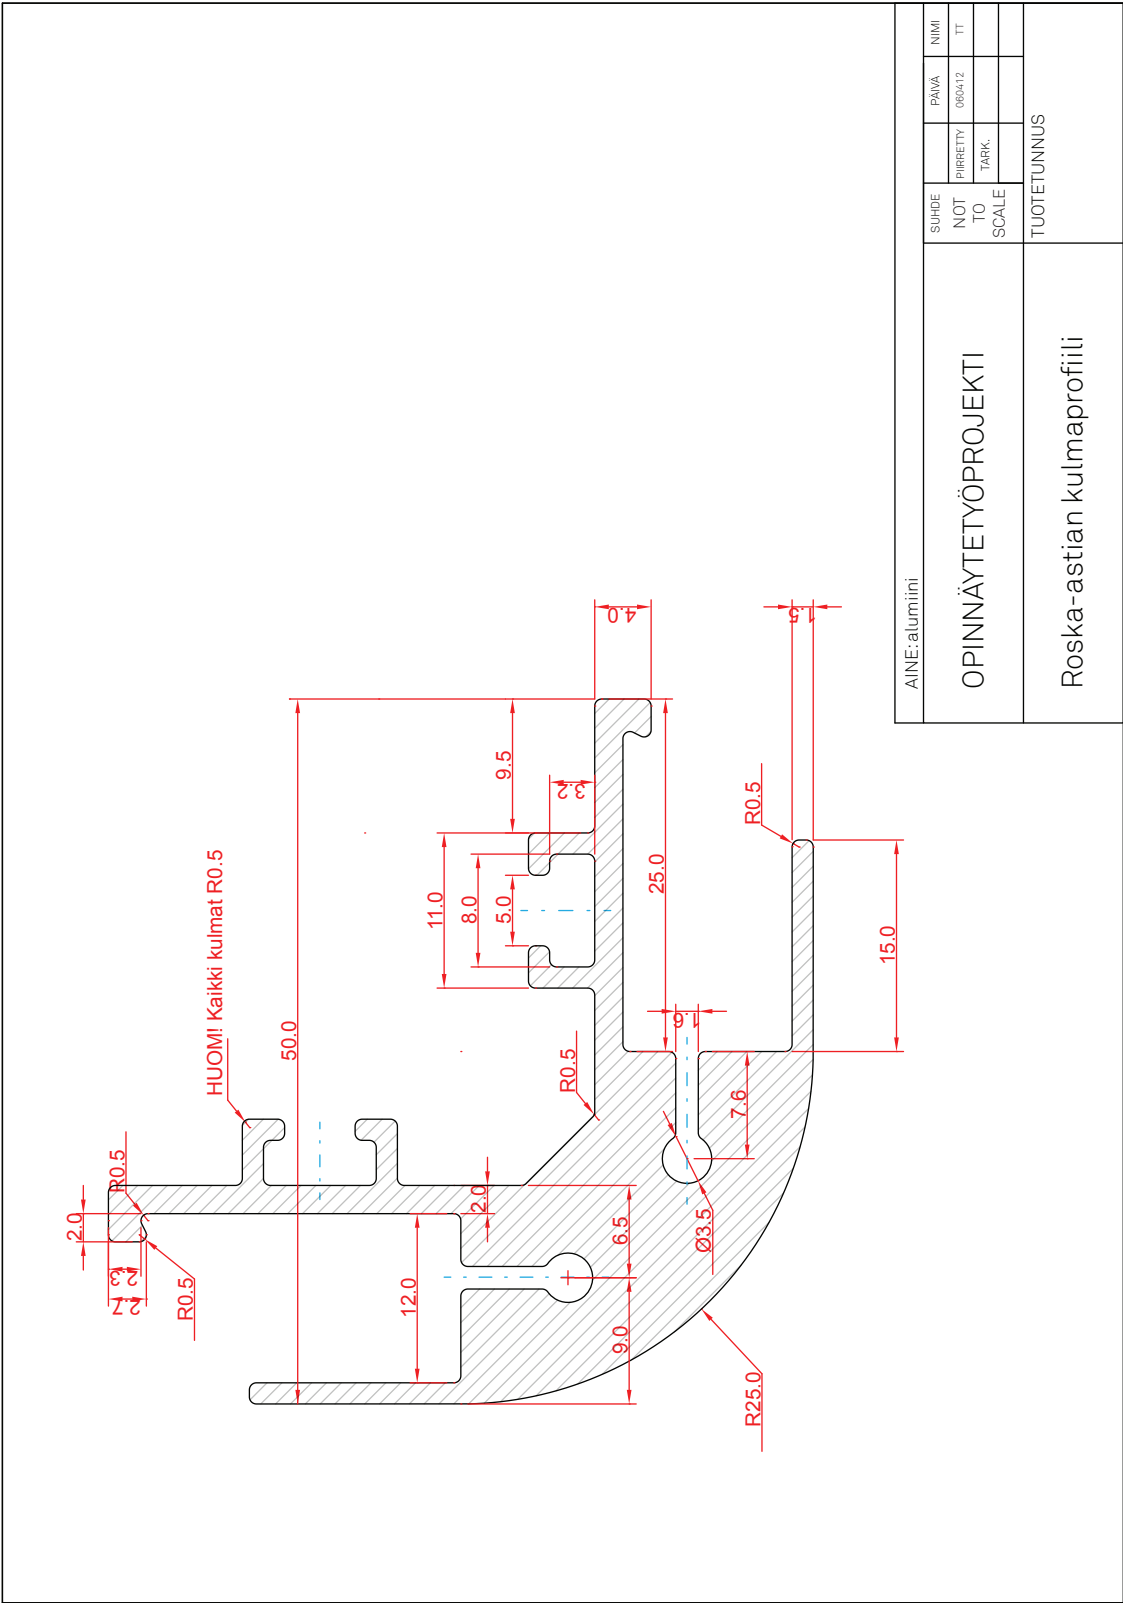 HUOM! Kaikki kulmat R0.5
50.0
9.5
3.2
11.0
8.0
5.0
4.0
1.5
25.0
15.0
R0.5
R0.5
1.6
7.6
Ø3.5
6.5
9.0
R25.0
2.0
12.0
R0.5
2.0
2.3
2.7
R0.5
AINE:alumiini
OPINNÄYTETYÖPROJEKTI
Roska-astian kulmaprofiili
SUHDE
NOT
TO
SCALE
PÄIVÄ NIMI
PIIRRETTY 060412 TT
TARK.
TUOTETUNNUS